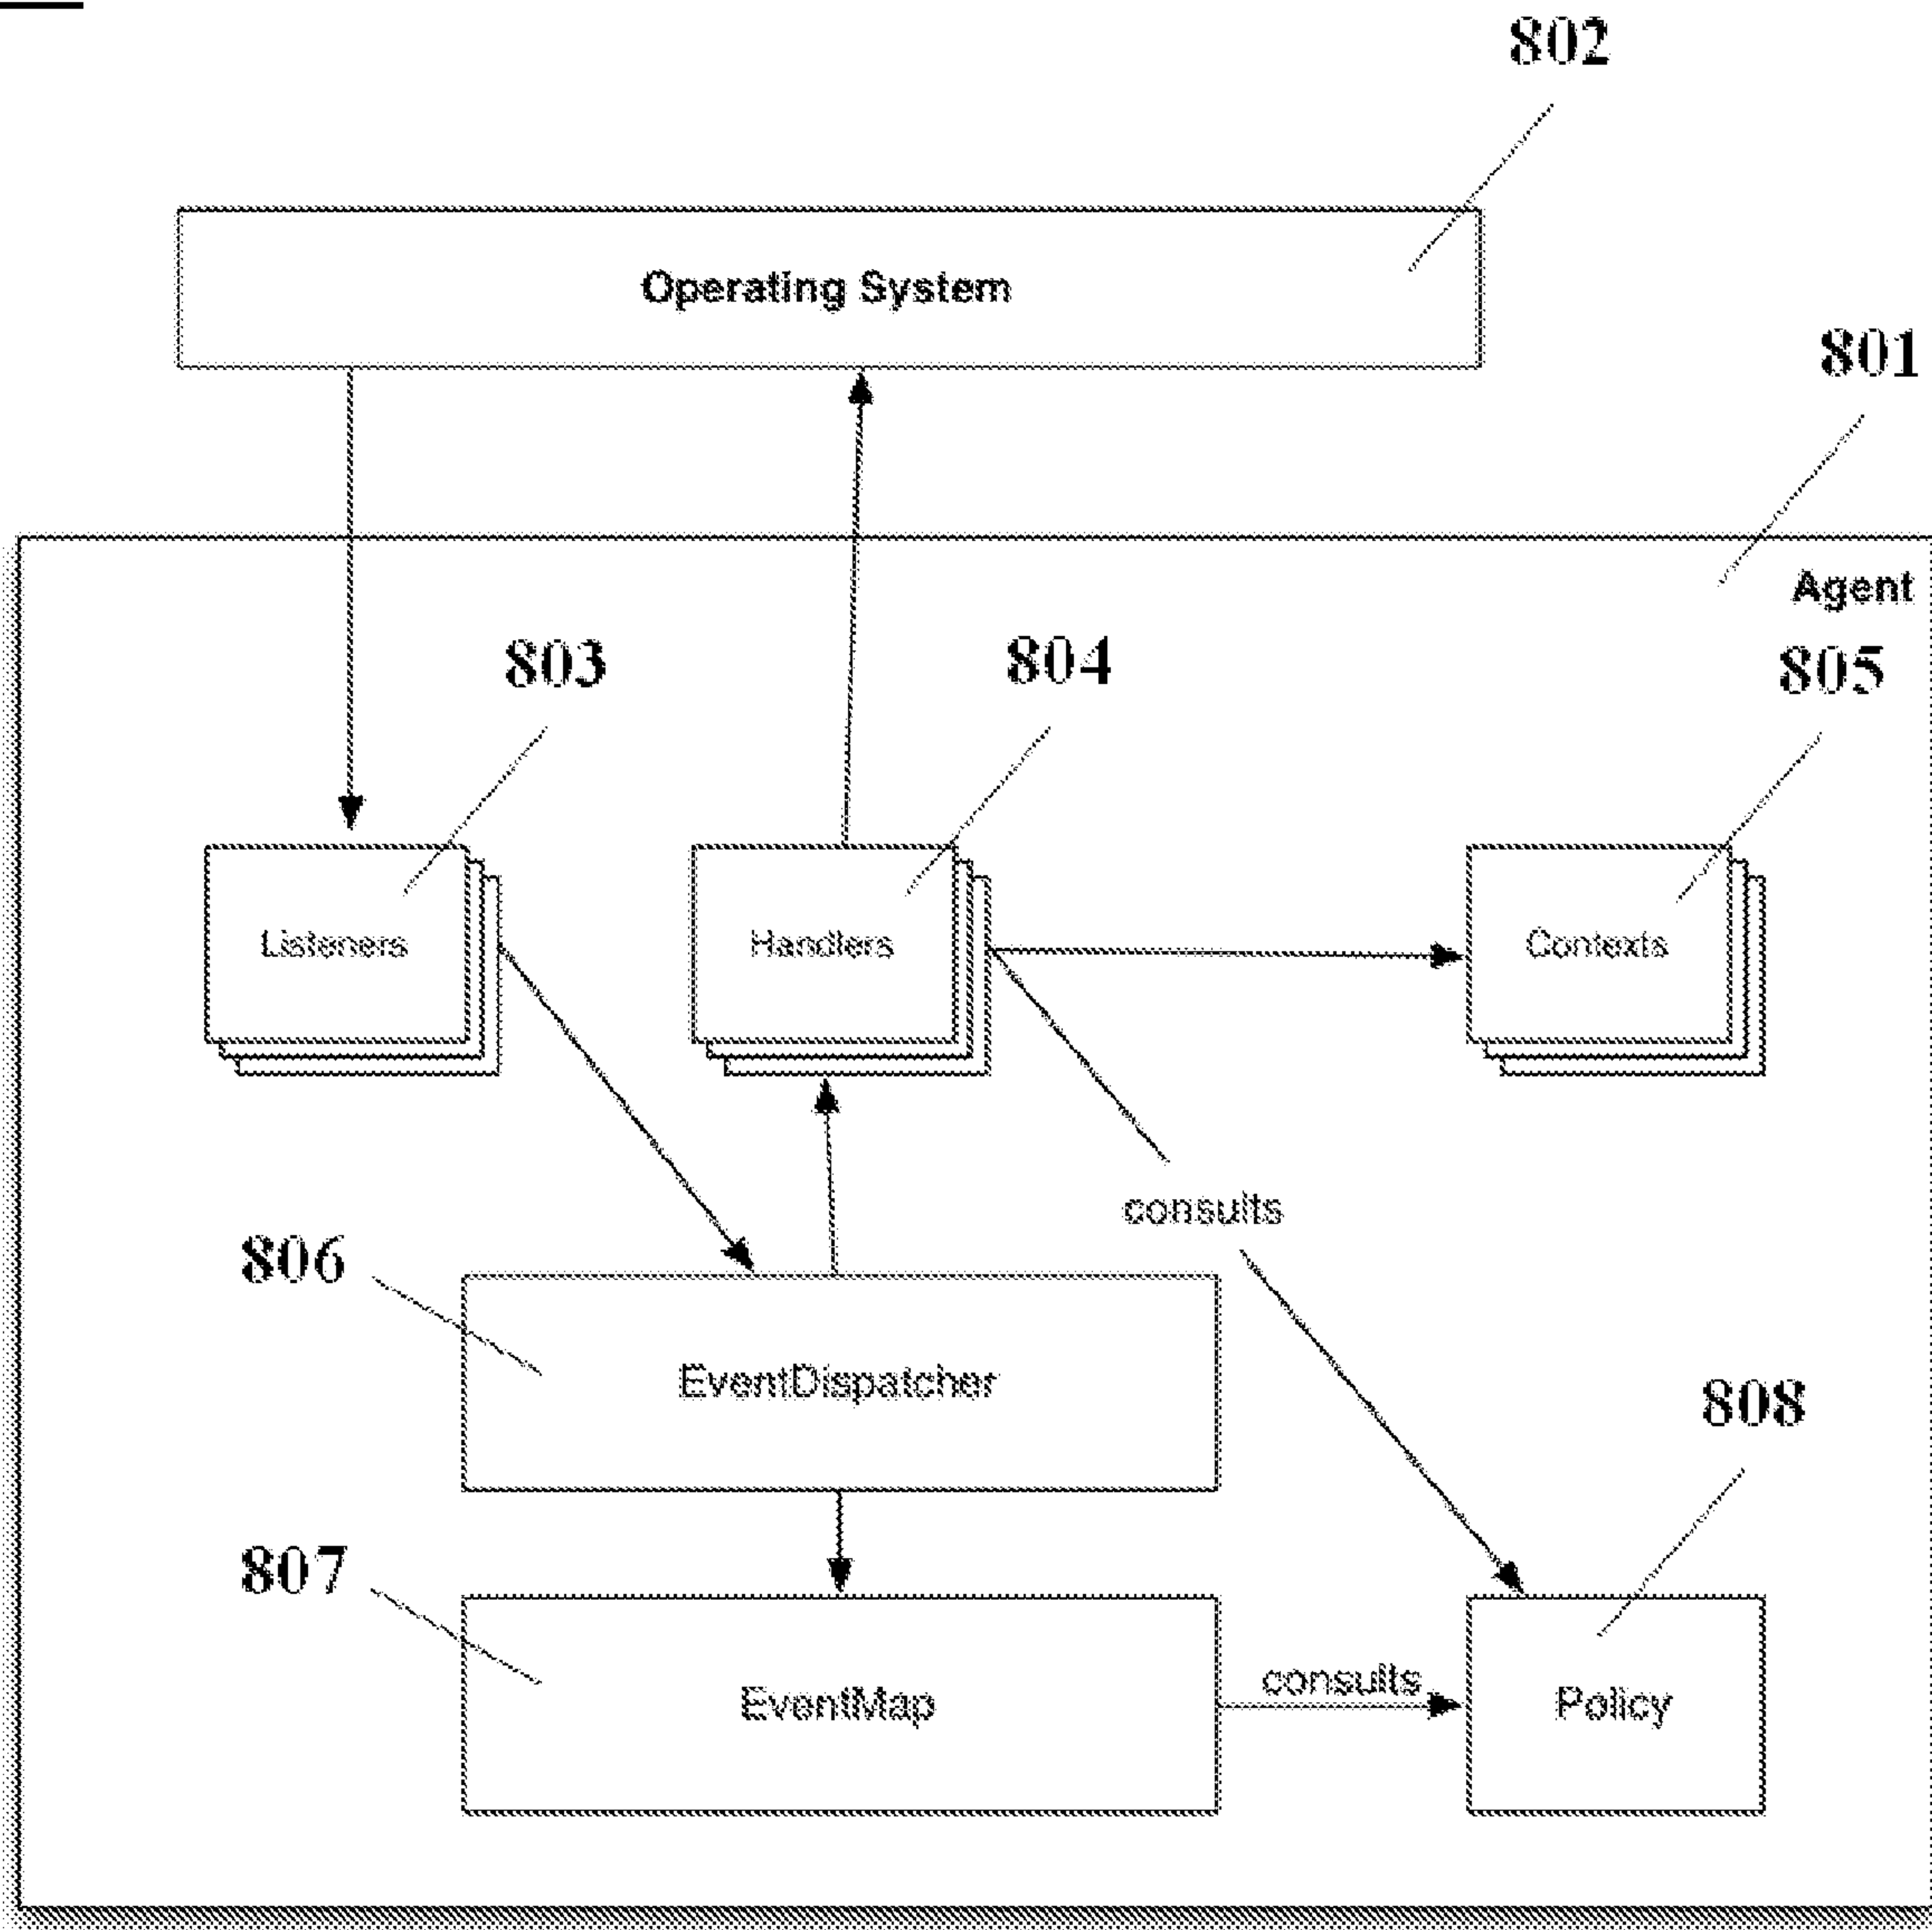 802
Operating System
801
Agent
803
804
805
Listeners
Handlers
Contexts
consults
806
EventDispatcher
808
807
consults
EventMap
Policy